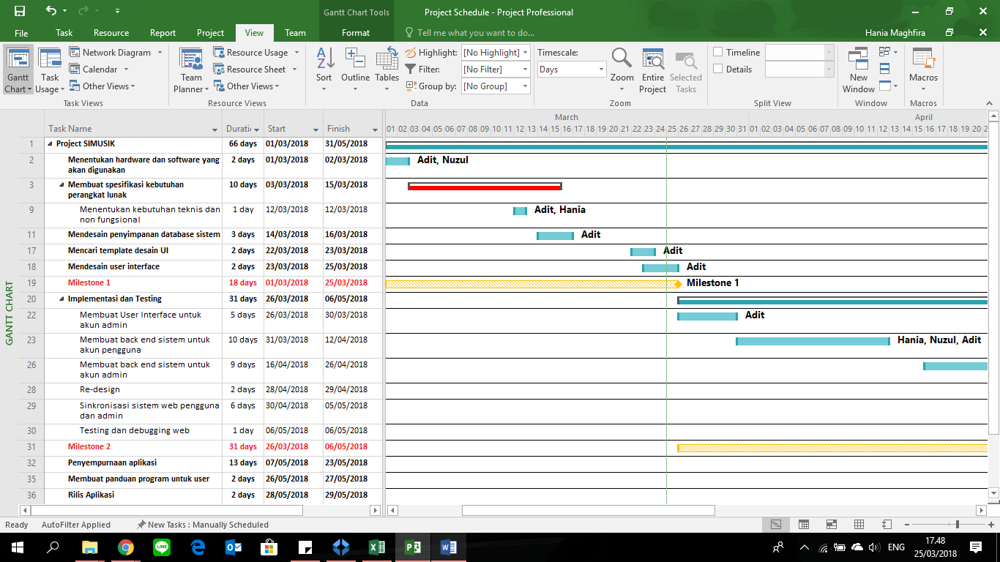 Gantt Chart Tools
Project Schedule - Project Professional
File
Task
Resource
Report
Project
View
Team
Format
Tell me what you want to do...
Hania Maghfira
Gantt
Chart
Task
Usage
Network Diagram
Calendar
Other Views
Task Views
Team
Planner
Resource Usage
Resource Sheet
Other Views
Resource Views
Sort
Outline
Tables
Highlight: [No Highlight]
Filter: [No Filter]
Group by: [No Group]
Data
Timescale:
Days
Zoom
Entire
Project
Selected
Tasks
Zoom
Timeline
Details
Split View
New
Window
Window
Macros
Macros
Task Name Duratic Start Finish
March April
01 02 03 04 05 06 07 08 09 10 11 12 13 14 15 16 17 18 19 20 21 22 23 24 25 26 27 28 29 30 31 01 02 03 04 05 06 07 08 09 10 11 12 13 14 15 16 17 18 19 20 2
GANTT CHART
1 Project SIMUSIK 66 days 01/03/2018 31/05/2018
2 Menentukan hardware dan software yang 2 days 01/03/2018 02/03/2018 Adit, Nuzul
akan digunakan
3 Membuat spesifikasi kebutuhan 10 days 03/03/2018 15/03/2018
perangkat lunak
9 Menentukan kebutuhan teknis dan 1 day 12/03/2018 12/03/2018 Adit, Hania
non fungsional
11 Mendesain penyimpanan database sistem 3 days 14/03/2018 16/03/2018 Adit
17 Mencari template desain UI 2 days 22/03/2018 23/03/2018 Adit
18 Mendesain user interface 2 days 23/03/2018 25/03/2018 Adit
19 Milestone 1 18 days 01/03/2018 25/03/2018 Milestone 1
20 Implementasi dan Testing 31 days 26/03/2018 06/05/2018
22 Membuat User Interface untuk 5 days 26/03/2018 30/03/2018 Adit
akun admin
23 Membuat back end sistem untuk 10 days 31/03/2018 12/04/2018 Hania, Nuzul, Adit
akun pengguna
26 Membuat back end sistem untuk 9 days 16/04/2018 26/04/2018
akun admin
28 Re-design 2 days 28/04/2018 29/04/2018
29 Sinkronisasi sistem web pengguna 6 days 30/04/2018 05/05/2018
dan admin
30 Testing dan debugging web 1 day 06/05/2018 06/05/2018
31 Milestone 2 31 days 26/03/2018 06/05/2018
32 Penyempurnaan aplikasi 13 days 07/05/2018 23/05/2018
35 Membuat panduan program untuk user 2 days 26/05/2018 27/05/2018
36 Rilis Aplikasi 2 days 28/05/2018 29/05/2018
Ready
AutoFilter Applied
New Tasks : Manually Scheduled
LINE
ENG
17.48
25/03/2018